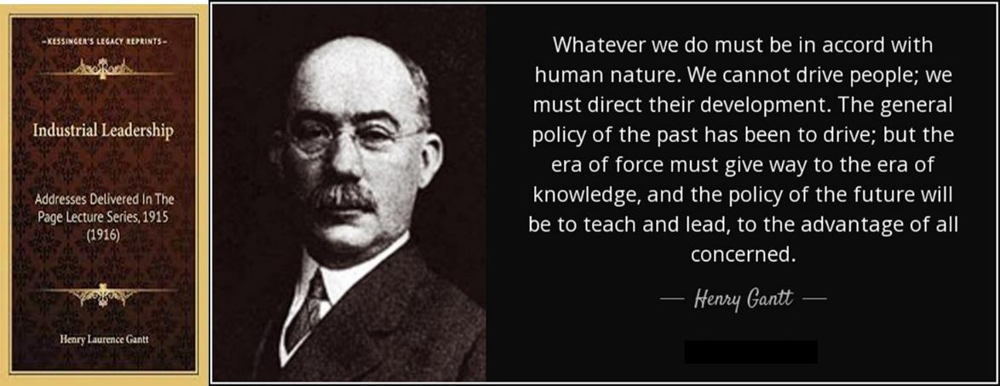 –KESSINGER'S LEGACY REPRINTS–
Industrial Leadership
Addresses Delivered In The
Page Lecture Series, 1915
(1916)
Henry Laurence Gantt
Whatever we do must be in accord with
human nature. We cannot drive people; we
must direct their development. The general
policy of the past has been to drive; but the
era of force must give way to the era of
knowledge, and the policy of the future will
be to teach and lead, to the advantage of all
concerned.
— Henry Gantt —